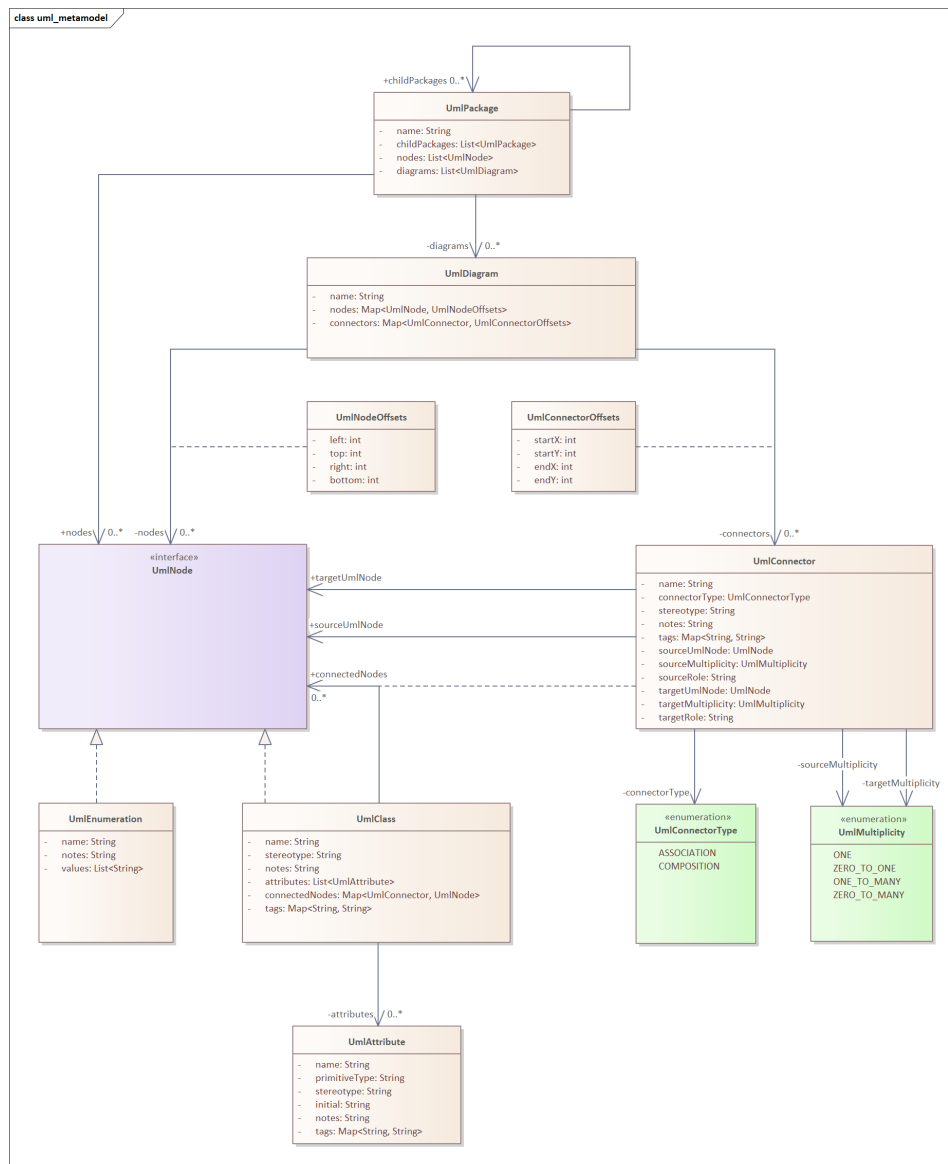 class uml_metamodel
+childPackages 0..*
UmlPackage
- name: String
- childPackages: List<UmlPackage>
- nodes: List<UmlNode>
- diagrams: List<UmlDiagram>
-diagrams 0..*
UmlDiagram
- name: String
- nodes: Map<UmlNode, UmlNodeOffsets>
- connectors: Map<UmlConnector, UmlConnectorOffsets>
UmlNodeOffsets
- left: int
- top: int
- right: int
- bottom: int
UmlConnectorOffsets
- startX: int
- startY: int
- endX: int
- endY: int
+nodes 0..*
-nodes 0..*
-connectors 0..*
«interface»
UmlNode
+targetUmlNode
+sourceUmlNode
+connectedNodes
0..*
UmlConnector
- name: String
- connectorType: UmlConnectorType
- stereotype: String
- notes: String
- tags: Map<String, String>
- sourceUmlNode: UmlNode
- sourceMultiplicity: UmlMultiplicity
- sourceRole: String
- targetUmlNode: UmlNode
- targetMultiplicity: UmlMultiplicity
- targetRole: String
-sourceMultiplicity
-targetMultiplicity
-connectorType
UmlEnumeration
- name: String
- notes: String
- values: List<String>
UmlClass
- name: String
- stereotype: String
- notes: String
- attributes: List<UmlAttribute>
- connectedNodes: Map<UmlConnector, UmlNode>
- tags: Map<String, String>
«enumeration»
UmlConnectorType
ASSOCIATION
COMPOSITION
«enumeration»
UmlMultiplicity
ONE
ZERO_TO_ONE
ONE_TO_MANY
ZERO_TO_MANY
-attributes 0..*
UmlAttribute
- name: String
- primitiveType: String
- stereotype: String
- initial: String
- notes: String
- tags: Map<String, String>